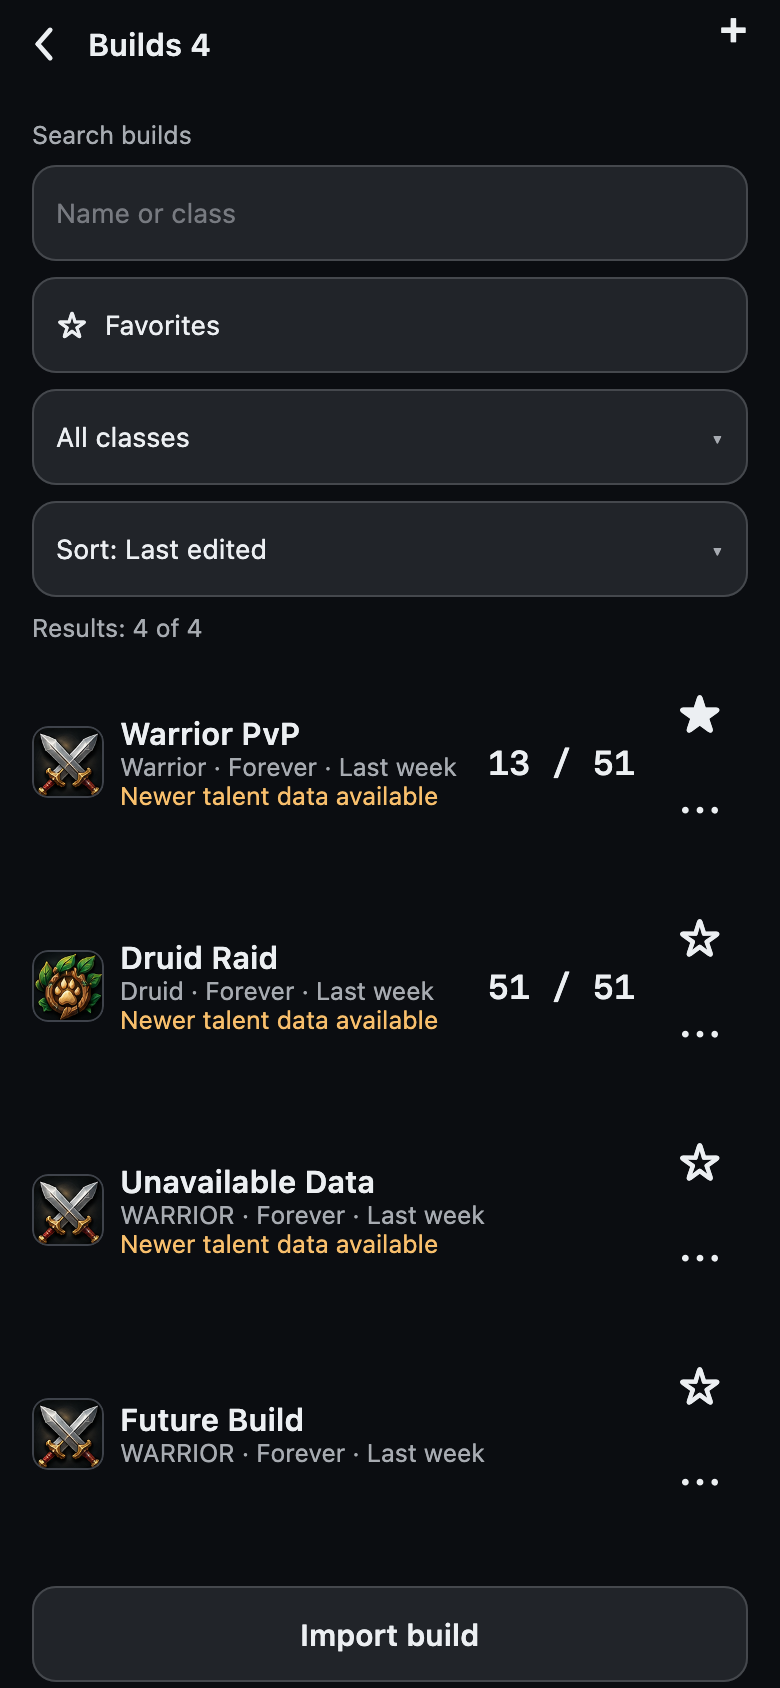 Builds 4
+
Search builds
Name or class
Favorites
All classes
Sort: Last edited
Results: 4 of 4
Warrior PvP
Warrior · Forever · Last week
Newer talent data available
13 / 51
Druid Raid
Druid · Forever · Last week
Newer talent data available
51 / 51
Unavailable Data
WARRIOR · Forever · Last week
Newer talent data available
Future Build
WARRIOR · Forever · Last week
Import build